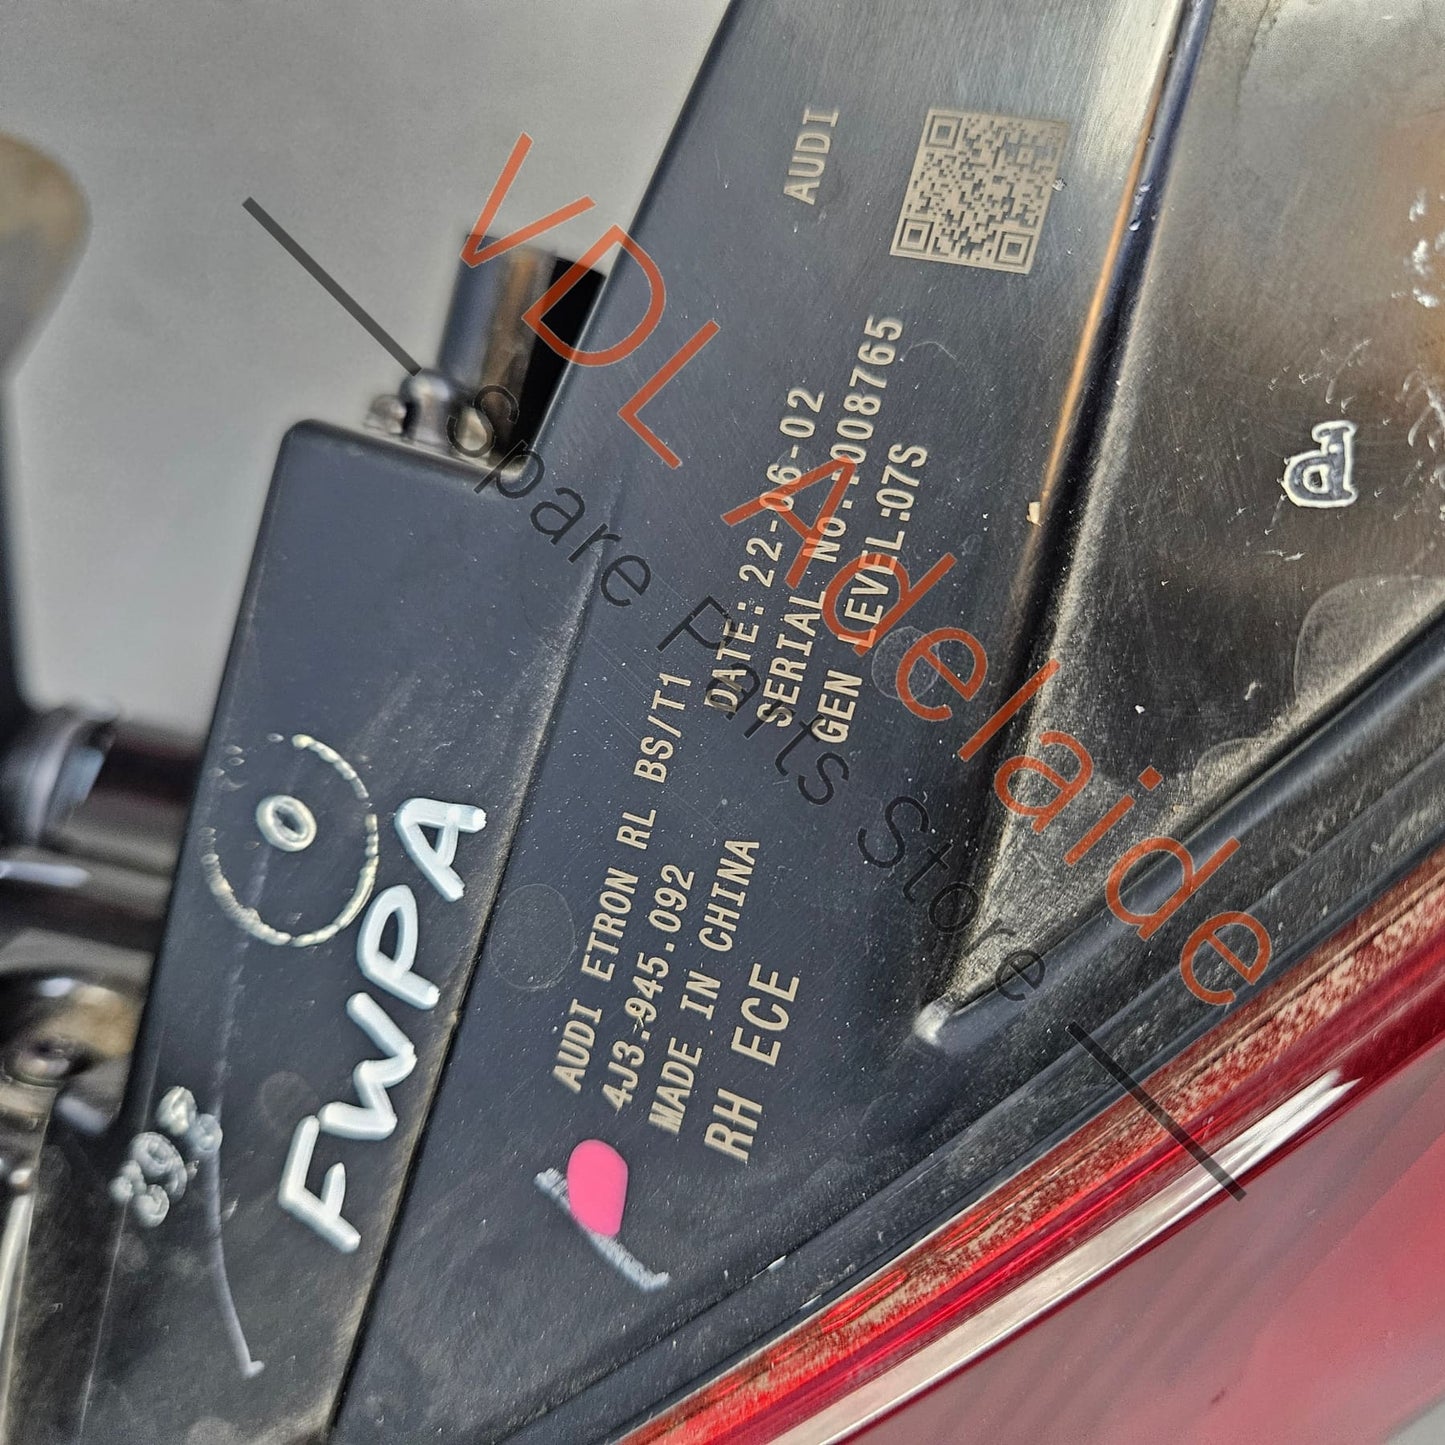 AUDI
DATE:22-06-02
SERIAL NO.:0008765
GEN LEVEL:07S
AUDI ETRON RL BS/T1
4J3.945.092
MADE IN CHINA
RH ECE
FWPA
O
VDL Adelaide
Spare Parts Store